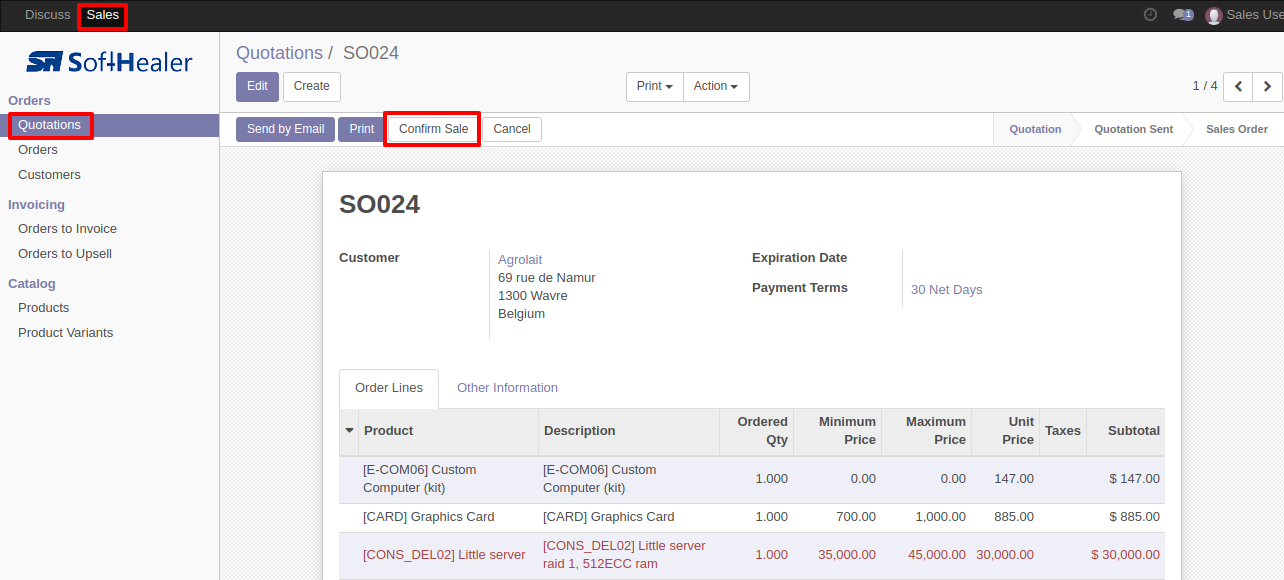 Discuss Sales 1 Sales Use
SoftHealer
Orders
Quotations
Orders
Customers
Invoicing
Orders to Invoice
Orders to Upsell
Catalog
Products
Product Variants
Quotations / SO024
Edit Create Print Action 1 / 4
Send by Email Print Confirm Sale Cancel Quotation Quotation Sent Sales Order
SO024
Customer
Agrolait
69 rue de Namur
1300 Wavre
Belgium
Expiration Date
Payment Terms 30 Net Days
Order Lines Other Information
Product Description Ordered Qty Minimum Price Maximum Price Unit Price Taxes Subtotal
[E-COM06] Custom Computer (kit) [E-COM06] Custom Computer (kit) 1.000 0.00 0.00 147.00 $ 147.00
[CARD] Graphics Card [CARD] Graphics Card 1.000 700.00 1,000.00 885.00 $ 885.00
[CONS_DEL02] Little server [CONS_DEL02] Little server raid 1, 512ECC ram 1.000 35,000.00 45,000.00 30,000.00 $ 30,000.00